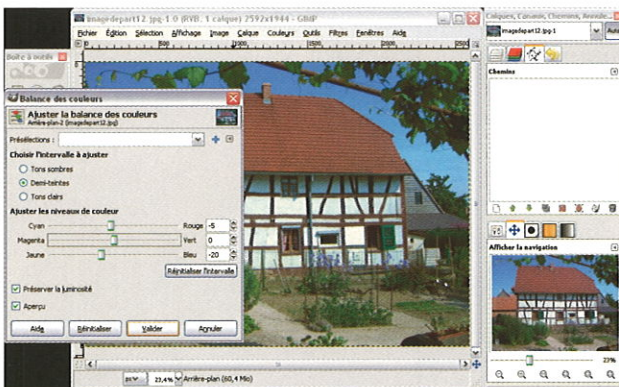 imagedepart12.jpg-1.0 (RVB, 1 calque) 2592x1944 - GIMP
Fichier Édition Sélection Affichage Image Calque Couleurs Outils Filtres Fenêtres Aide
Boîte à outils
Balance des couleurs
Ajuster la balance des couleurs
Arrière-plan-2 (imagedepart12.jpg)
Présélections :
Choisir l'intervalle à ajuster
Tons sombres
Demi-teintes
Tons clairs
Ajuster les niveaux de couleur
Cyan Rouge -5
Magenta Vert 0
Jaune Bleu -20
Réinitialiser l'intervalle
Préserver la luminosité
Aperçu
Aide Réinitialiser Valider Annuler
px 23,4% Arrière-plan (60,4 Mio)
Calques, Canaux, Chemins, Annule...
imagedepart12.jpg-1 Auto
Chemins
Afficher la navigation
23%